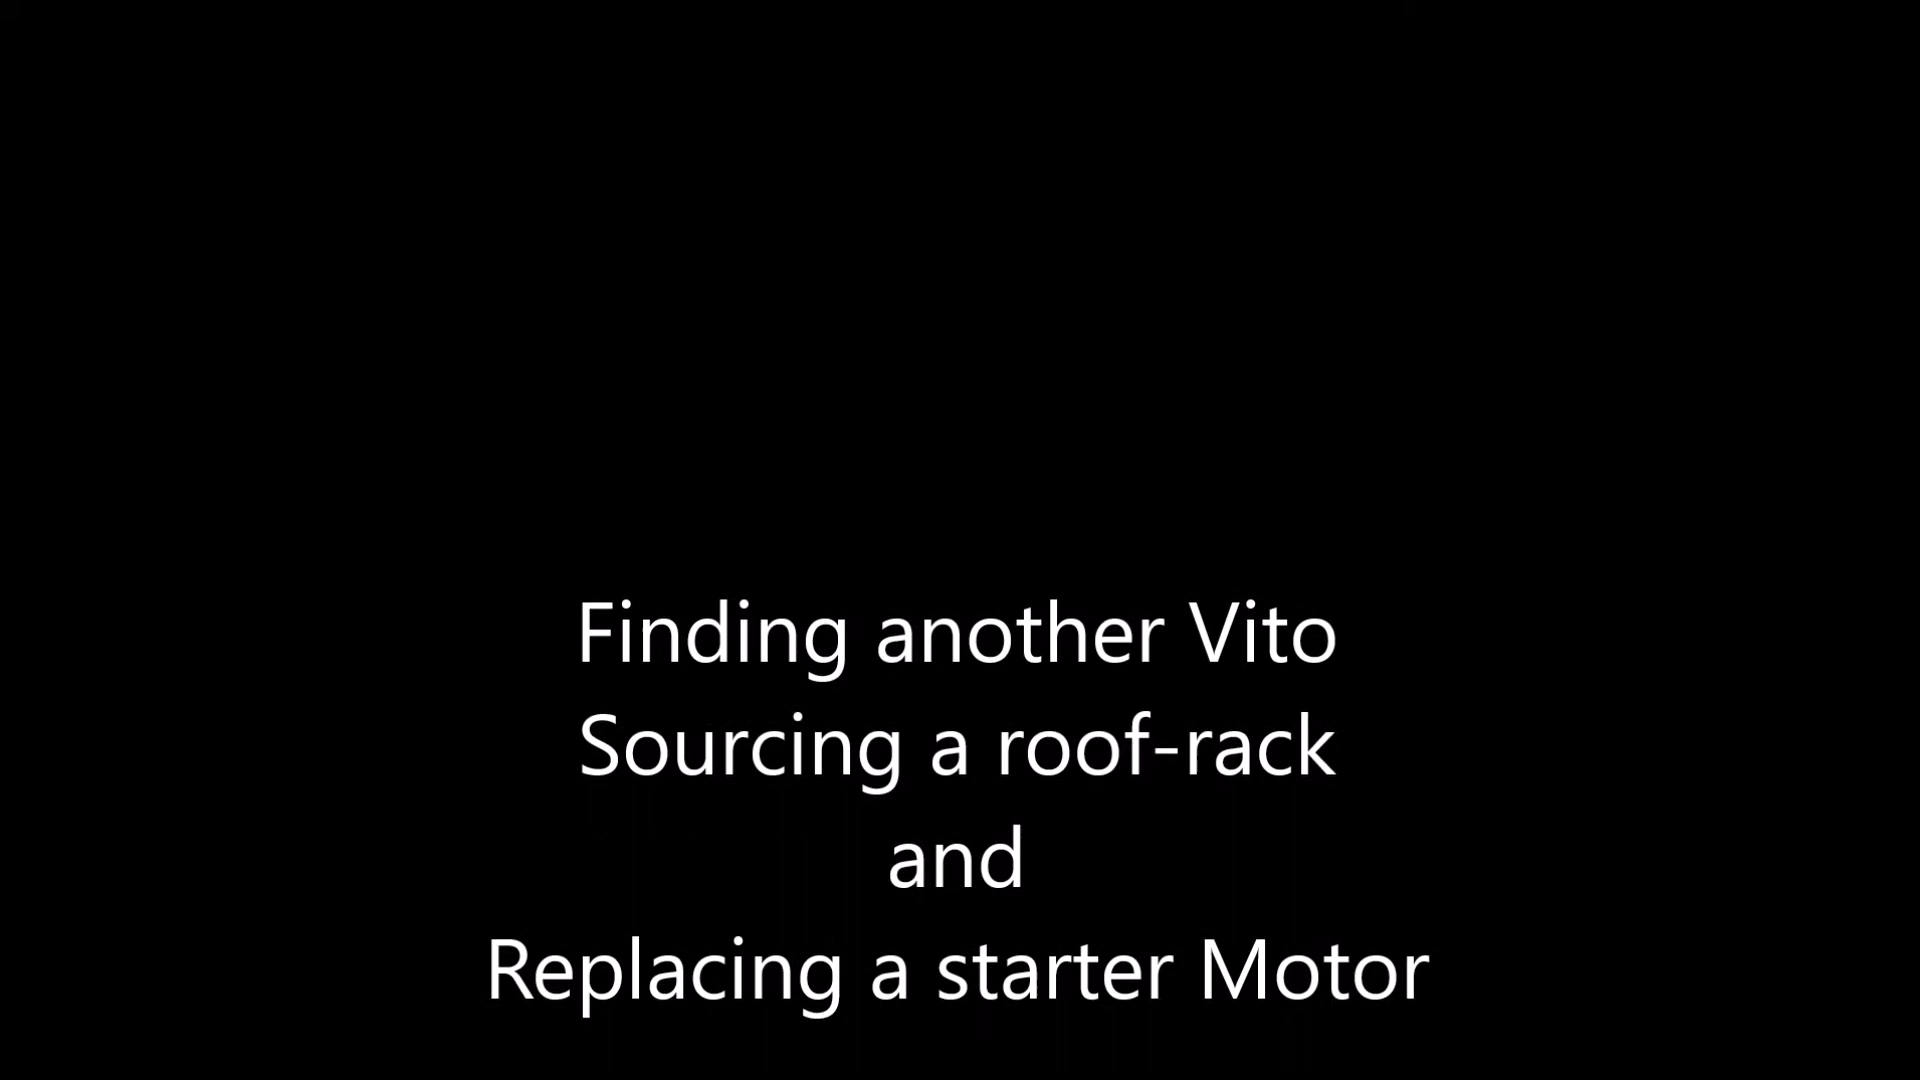 Finding another Vito
Sourcing a roof-rack
and
Replacing a starter Motor